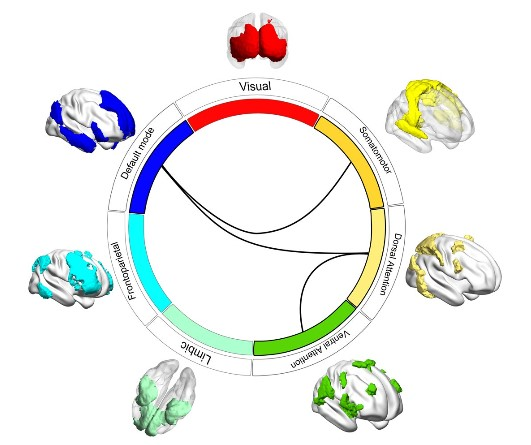 Visual
Somatomotor
Dorsal Attention
Ventral Attention
Limbic
Frontoparietal
Default mode